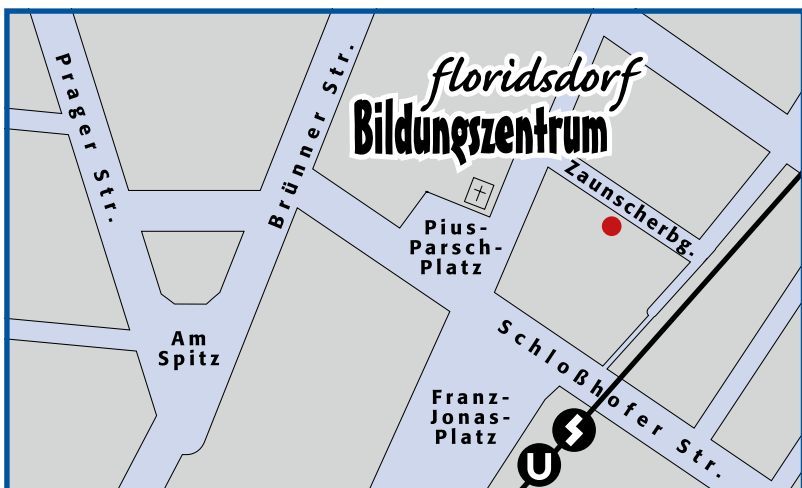 floridsdorf
Bildungszentrum
Prager Str.
Brünner Str.
Zaunscherbg.
Pius-
Parsch-
Platz
Am
Spitz
Schloßhofer Str.
Franz-
Jonas-
Platz
S
U